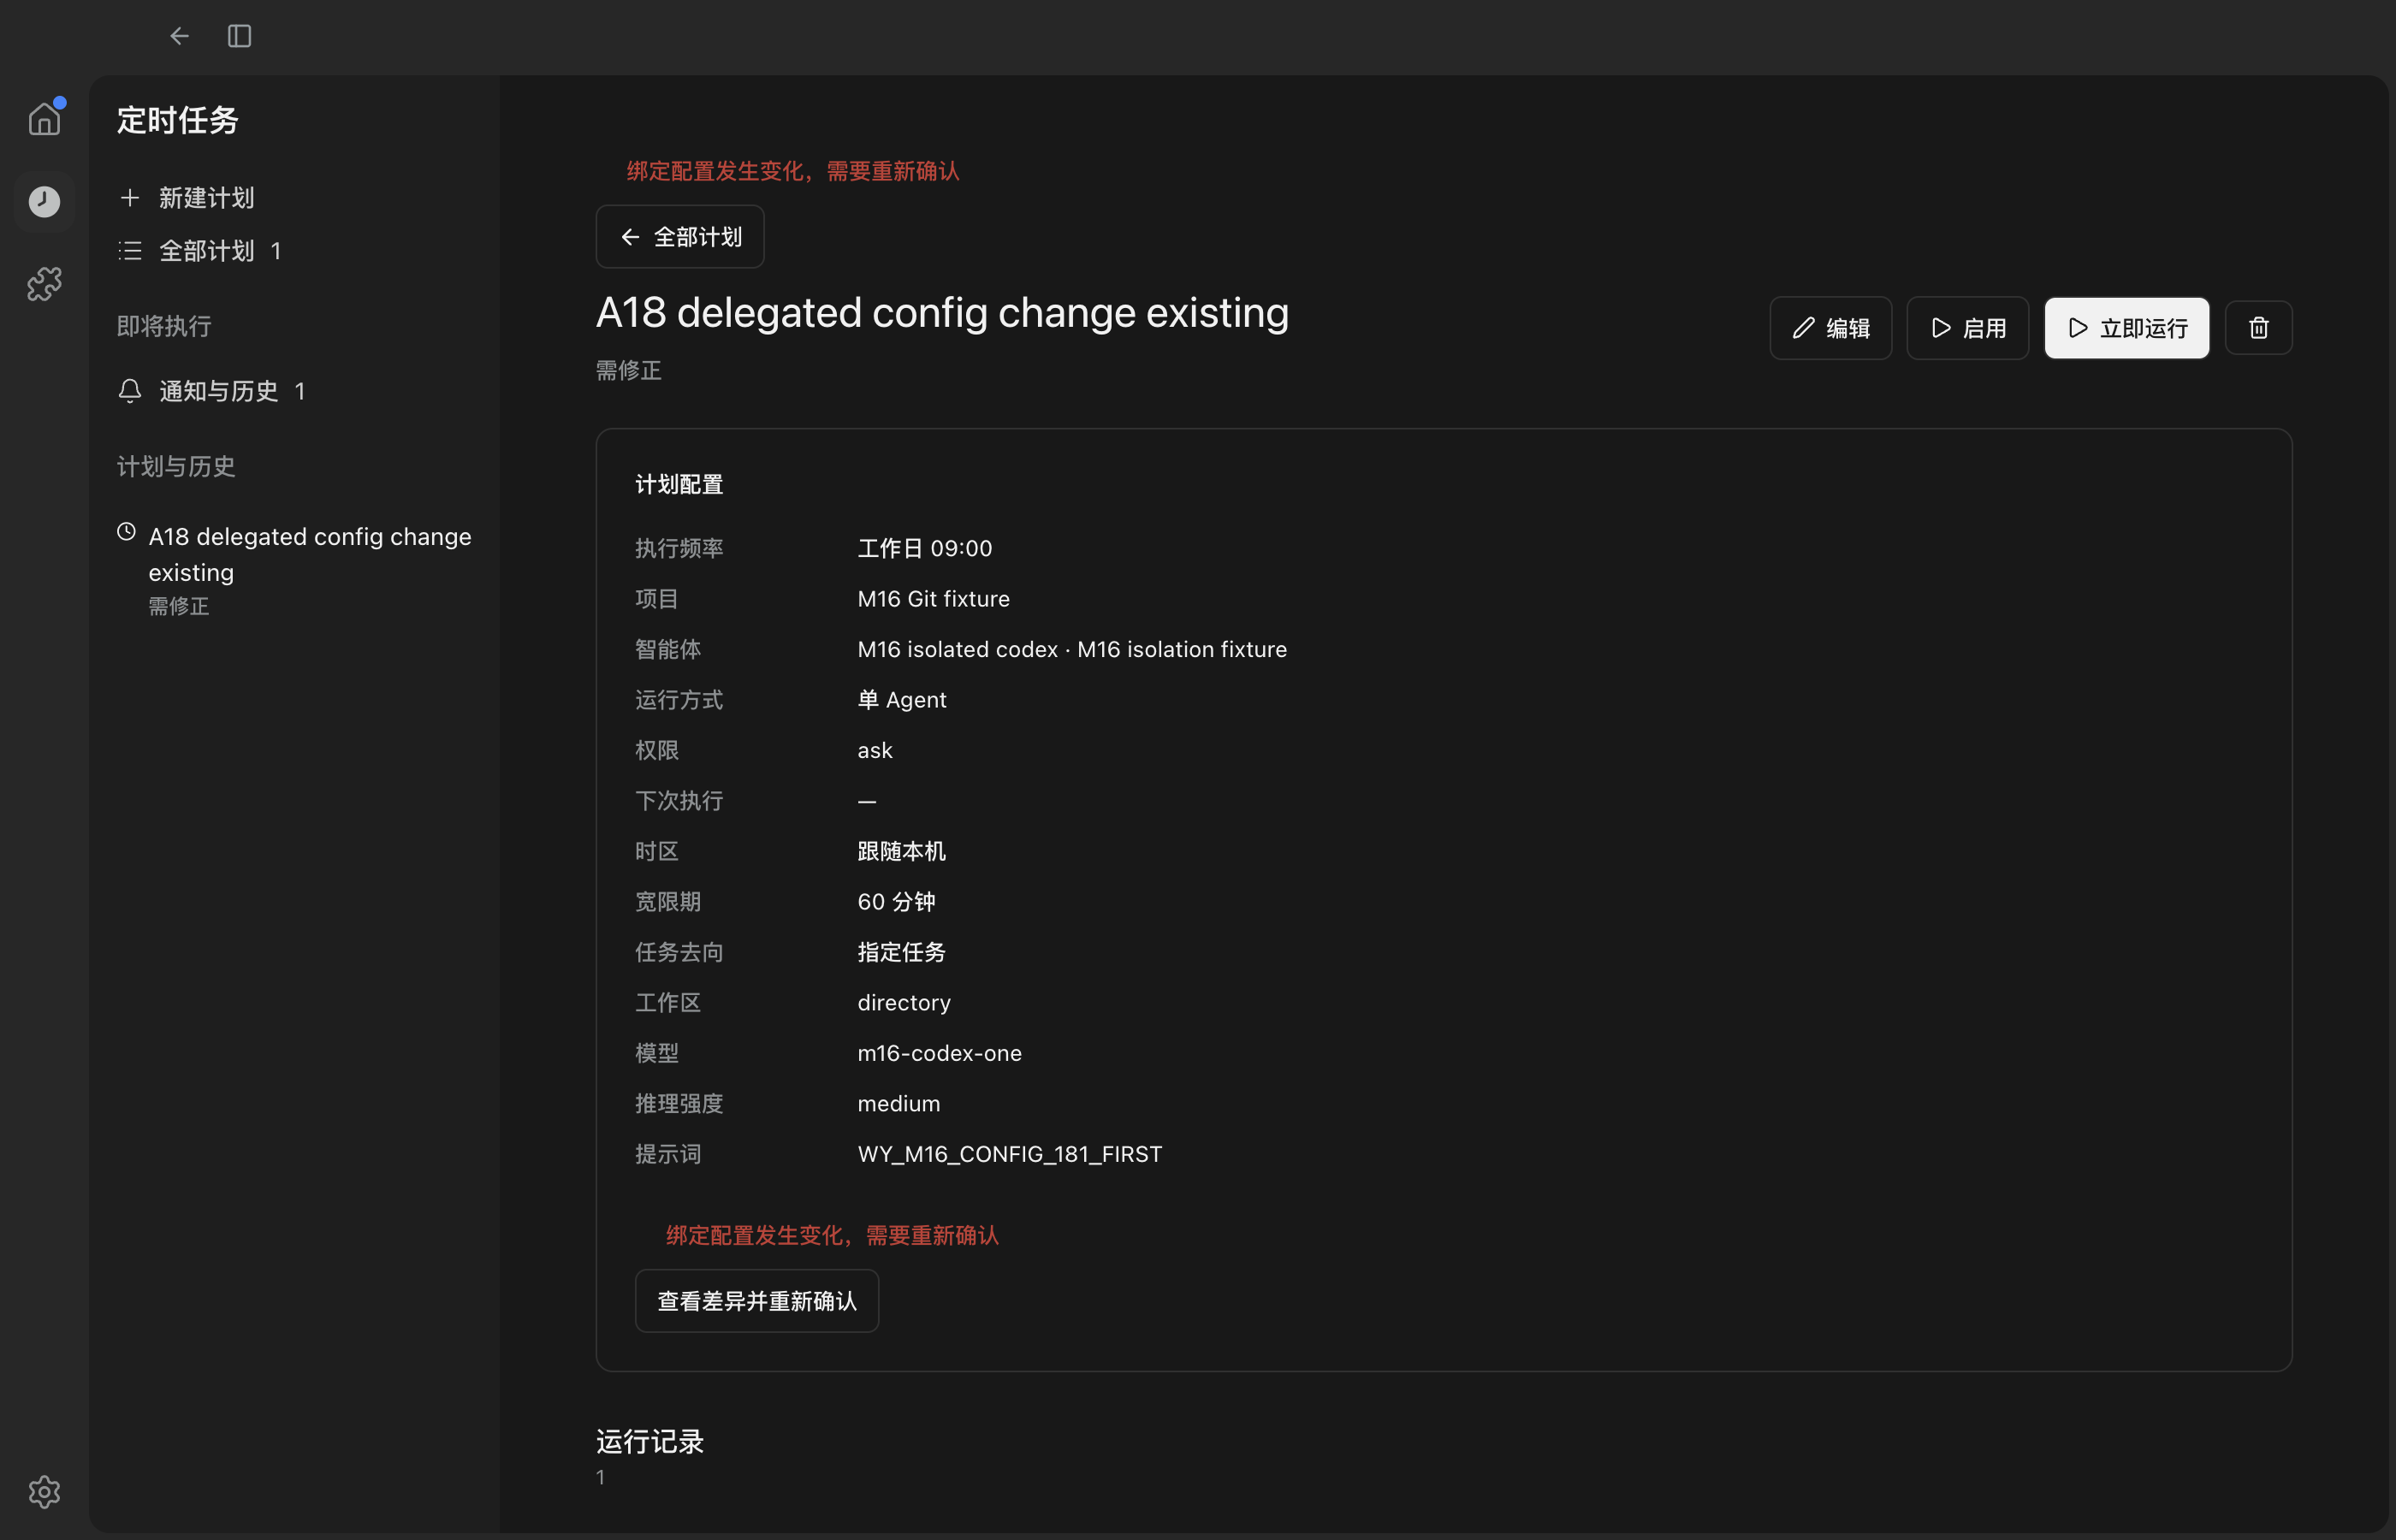 定时任务
新建计划
全部计划 1
即将执行
通知与历史 1
计划与历史
A18 delegated config change
existing
需修正
绑定配置发生变化，需要重新确认
全部计划
A18 delegated config change existing
需修正
编辑
启用
立即运行
计划配置
执行频率 工作日 09:00
项目 M16 Git fixture
智能体 M16 isolated codex · M16 isolation fixture
运行方式 单 Agent
权限 ask
下次执行 —
时区 跟随本机
宽限期 60 分钟
任务去向 指定任务
工作区 directory
模型 m16-codex-one
推理强度 medium
提示词 WY_M16_CONFIG_181_FIRST
绑定配置发生变化，需要重新确认
查看差异并重新确认
运行记录
1